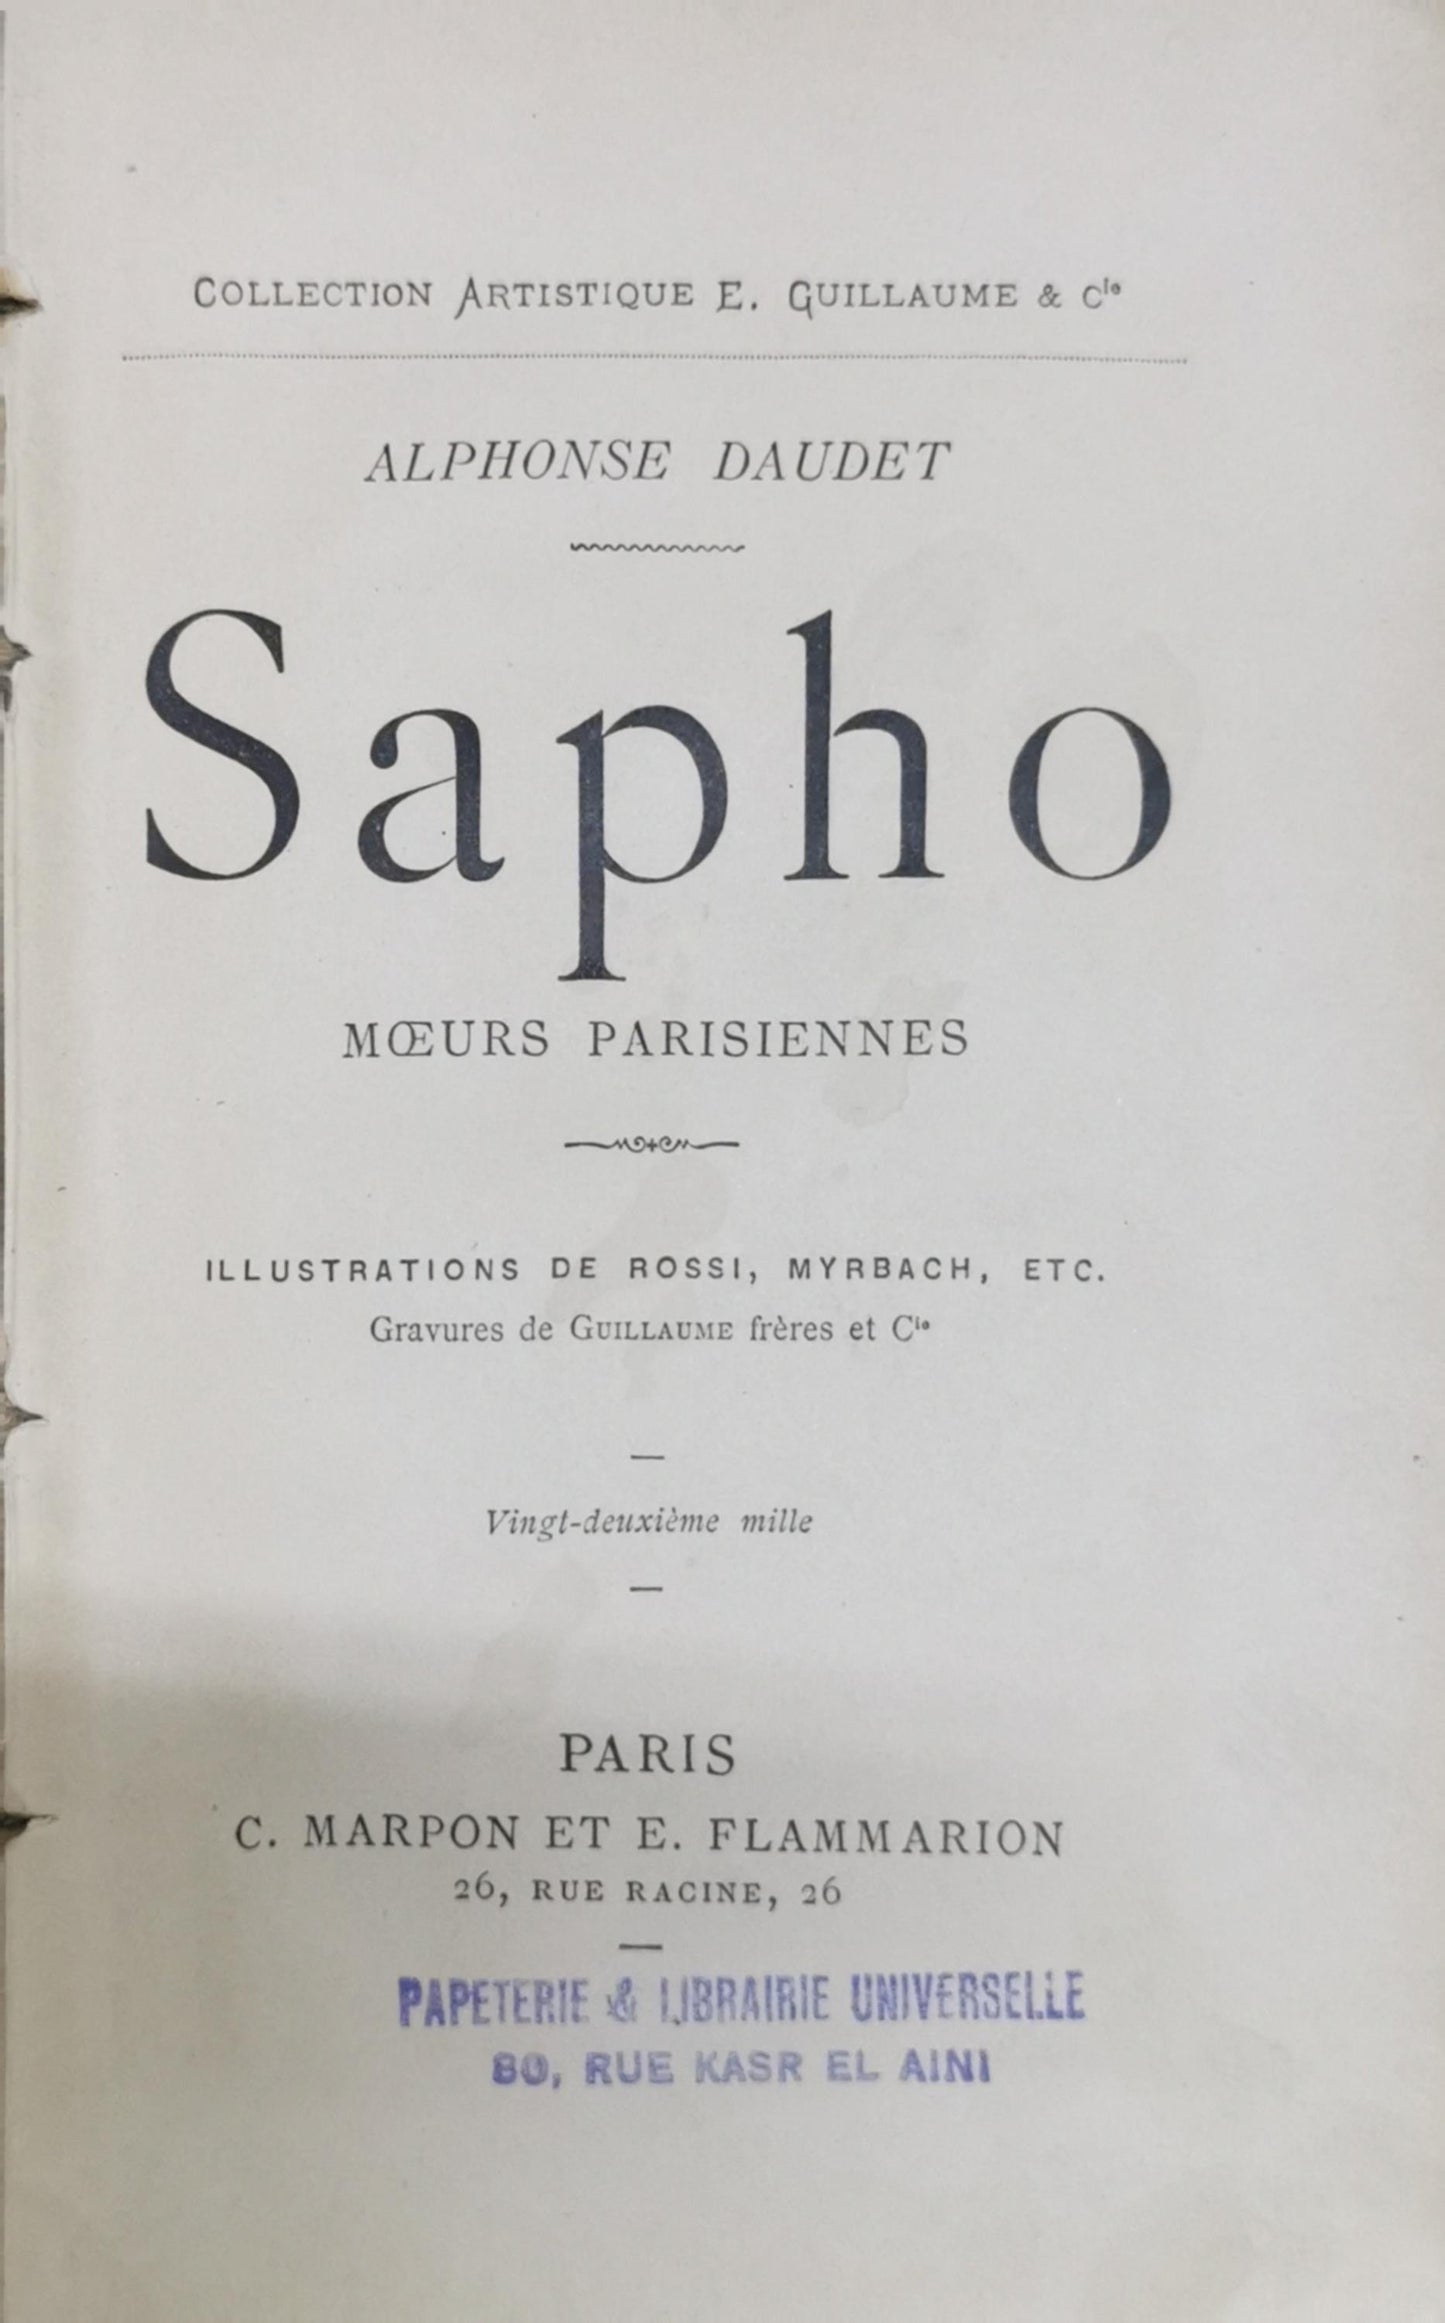 COLLECTION ARTISTIQUE E. GUILLAUME & Cie
ALPHONSE DAUDET
Sapho
MŒURS PARISIENNES
ILLUSTRATIONS DE ROSSI, MYRBACH, ETC.
Gravures de GUILLAUME frères et Cie
Vingt-deuxième mille
PARIS
C. MARPON ET E. FLAMMARION
26, RUE RACINE, 26
PAPETERIE & LIBRAIRIE UNIVERSELLE
80, RUE KASR EL AINI